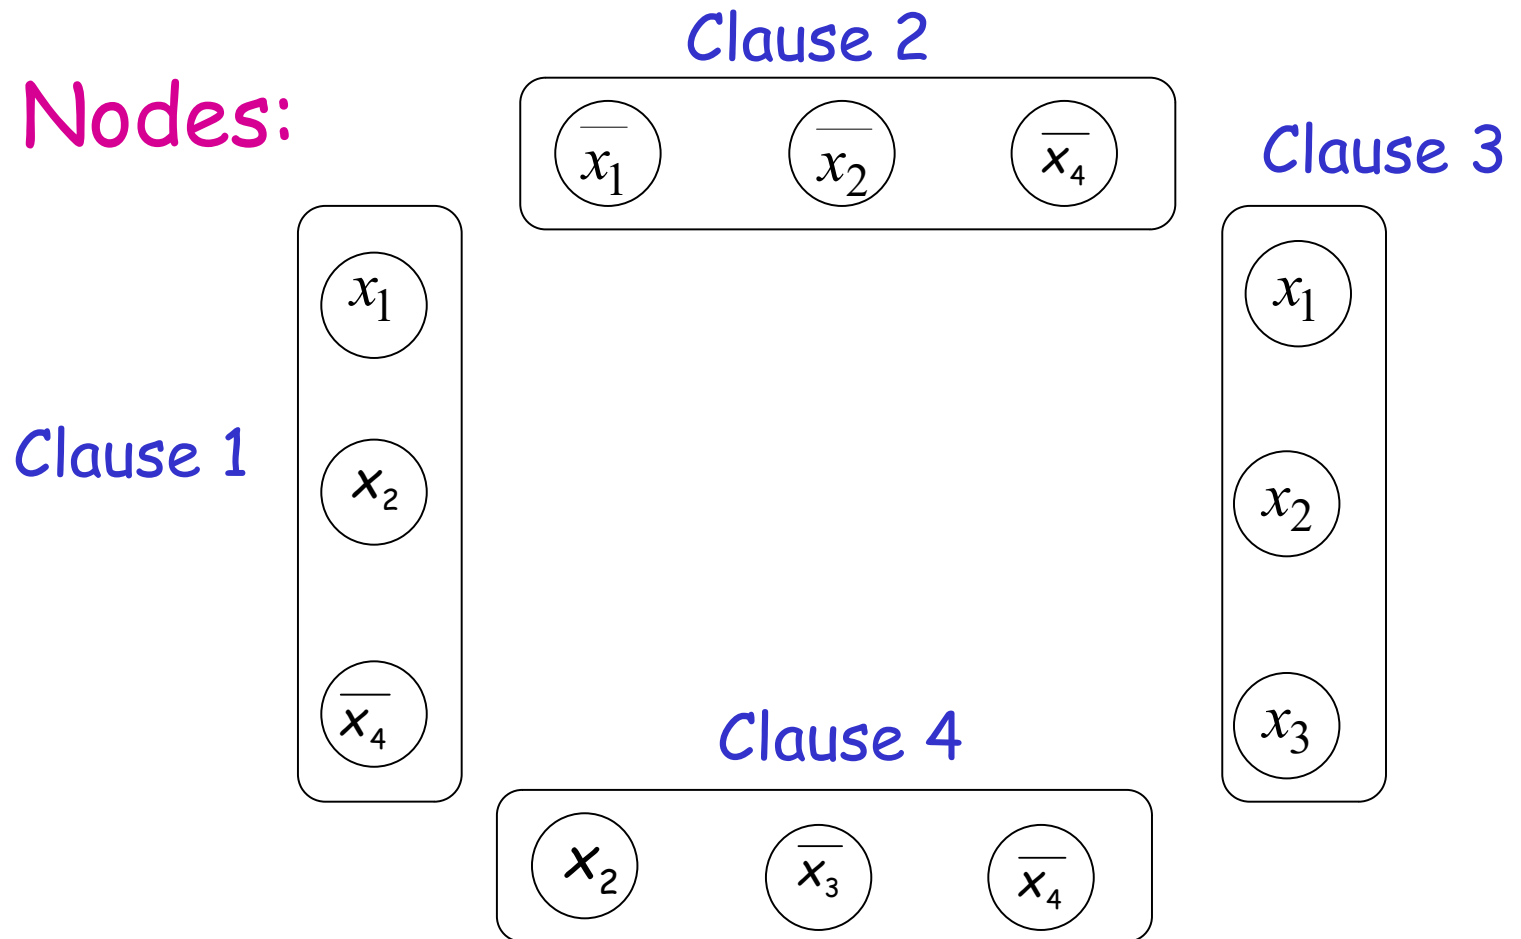 Nodes:
Clause 2
x̅₁ x̅₂ x̅₄
Clause 3
Clause 1
x₁
x₂
x̅₄
x₁
x₂
x₃
Clause 4
x₂ x̅₃ x̅₄